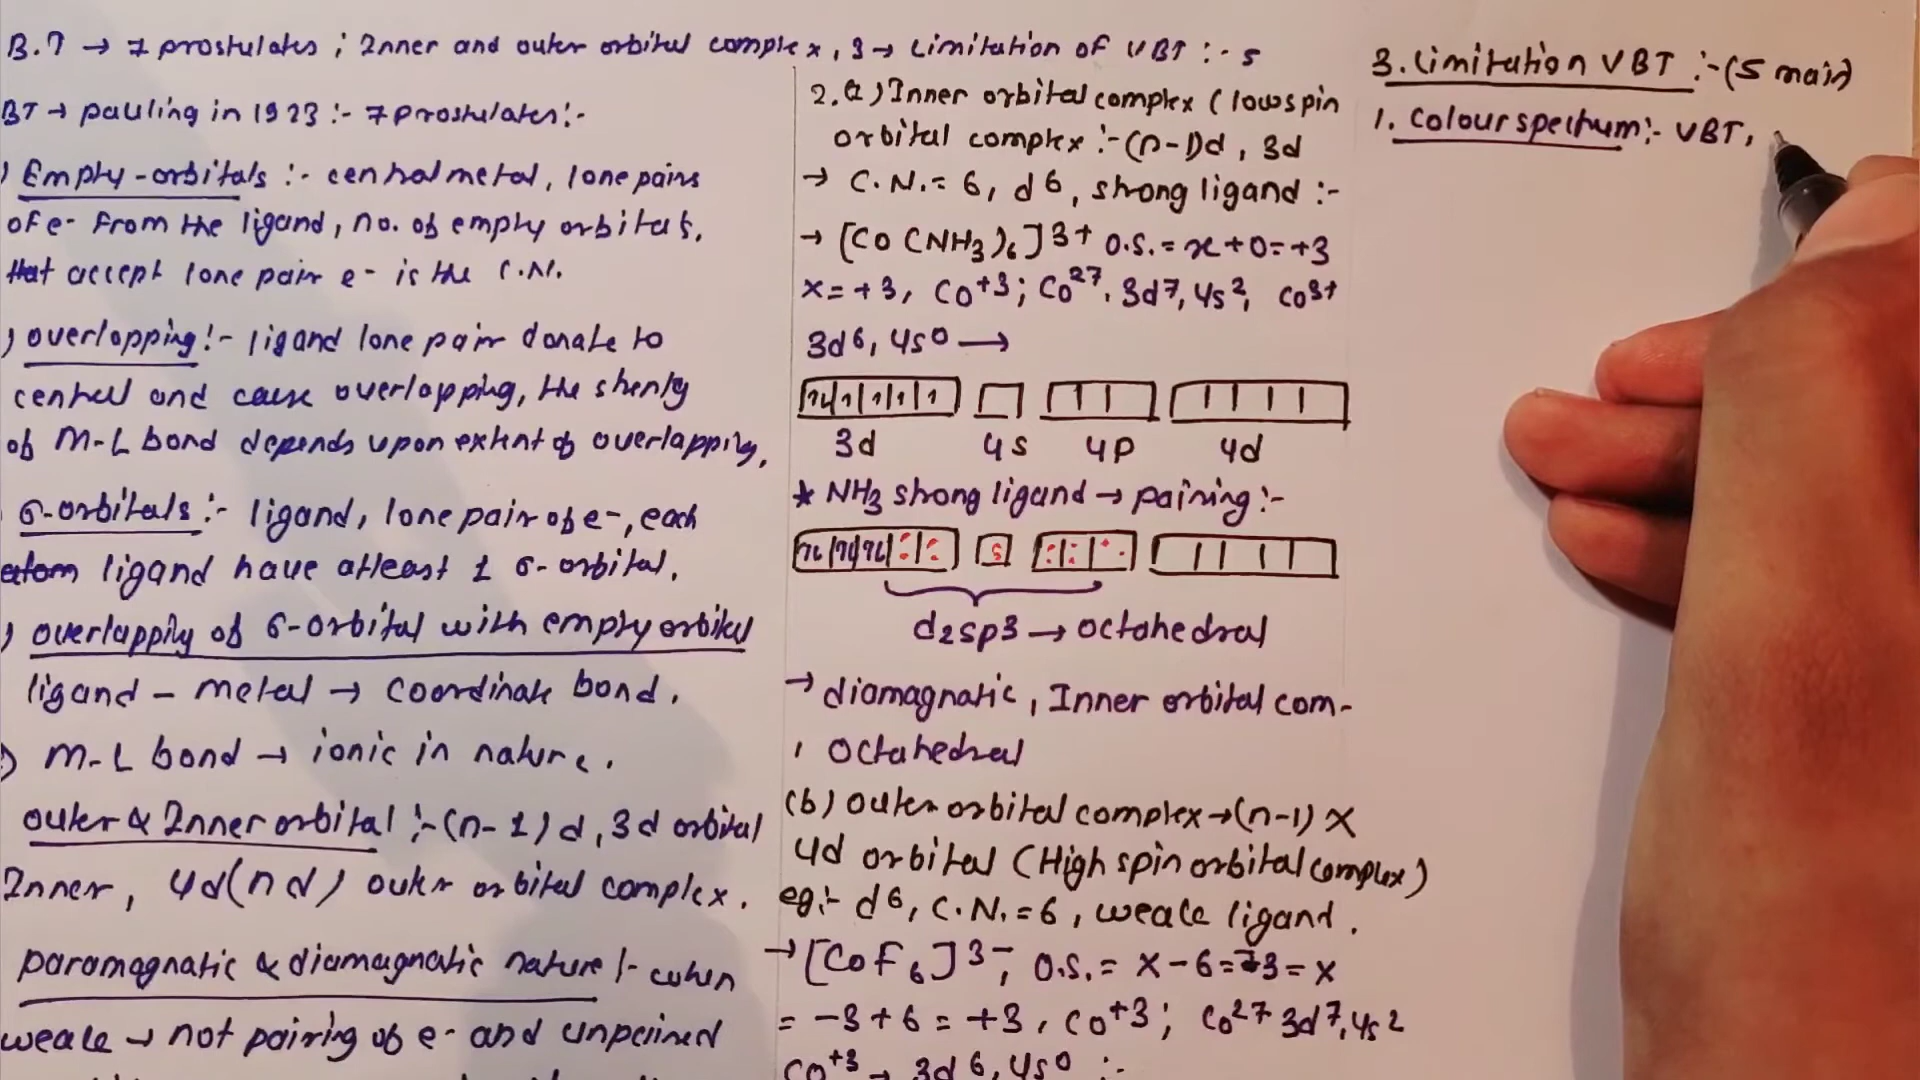 B.T → 7 prostulates ; Inner and outer orbital complex, 3 → Limitation of VBT :- 5
BT → pauling in 1923 :- 7 prostulates :-
) Empty-orbitals :- central metal, lone pairs
of e- from the ligand, no. of empty orbitals,
that accept lone pair e- is the C.N.
) overlopping :- ligand lone pair donate to
centrel and cause overlapping, the
of M-L bond depends upon extent of overlapping,
6-orbitals :- ligand, lone pair of e-, each
atom ligand have atleast 1 6-orbital.
) overlapping of 6-orbital with empty orbital
ligand - metal → coordinate bond.
) M-L bond → ionic in nature.
outer & Inner orbital :- (n-1)d, 3d orbital
Inner, 4d(nd) outer orbital complex.
paramagnatic & diamagnatic nature :- when
weak → not pairing of e- and unpaired
2.(a) Inner orbital complex (low spin
orbital complex :- (n-1)d, 3d
→ C.N. = 6, d6, strong ligand :-
→ [Co(NH3)6]3+ O.S. = x+0=+3
x=+3, Co+3; Co27, 3d7, 4s2, Co3+
3d6, 4s0 →
3d 4s 4p 4d
* NH3 strong ligand → pairing :-
d2sp3 → octahedral
→ diamagnatic, Inner orbital com-
, Octahedral
(b) outer orbital complex → (n-1) X
4d orbital (High spin orbital complex)
eg:- d6, C.N. = 6, weak ligand.
→ [CoF6]3-, O.S. = x-6=-3=x
= -3+6=+3, Co+3; Co27 3d7, 4s2
Co+3 → 3d6, 4s0 :-
3. Limitation VBT :- (5 main)
1. Colour spectrum :- VBT,